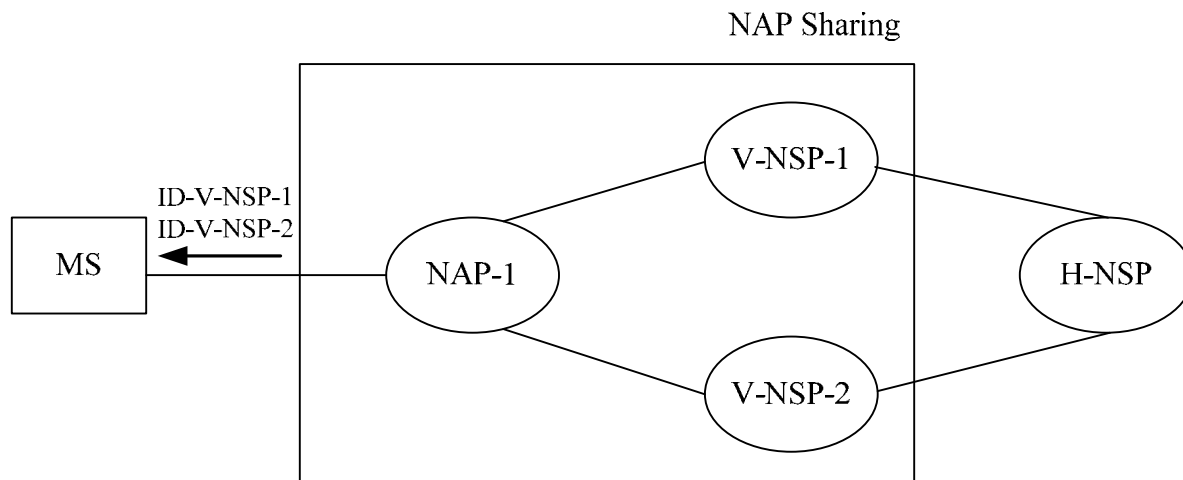 NAP Sharing
V-NSP-1
ID-V-NSP-1
ID-V-NSP-2
MS
NAP-1
H-NSP
V-NSP-2